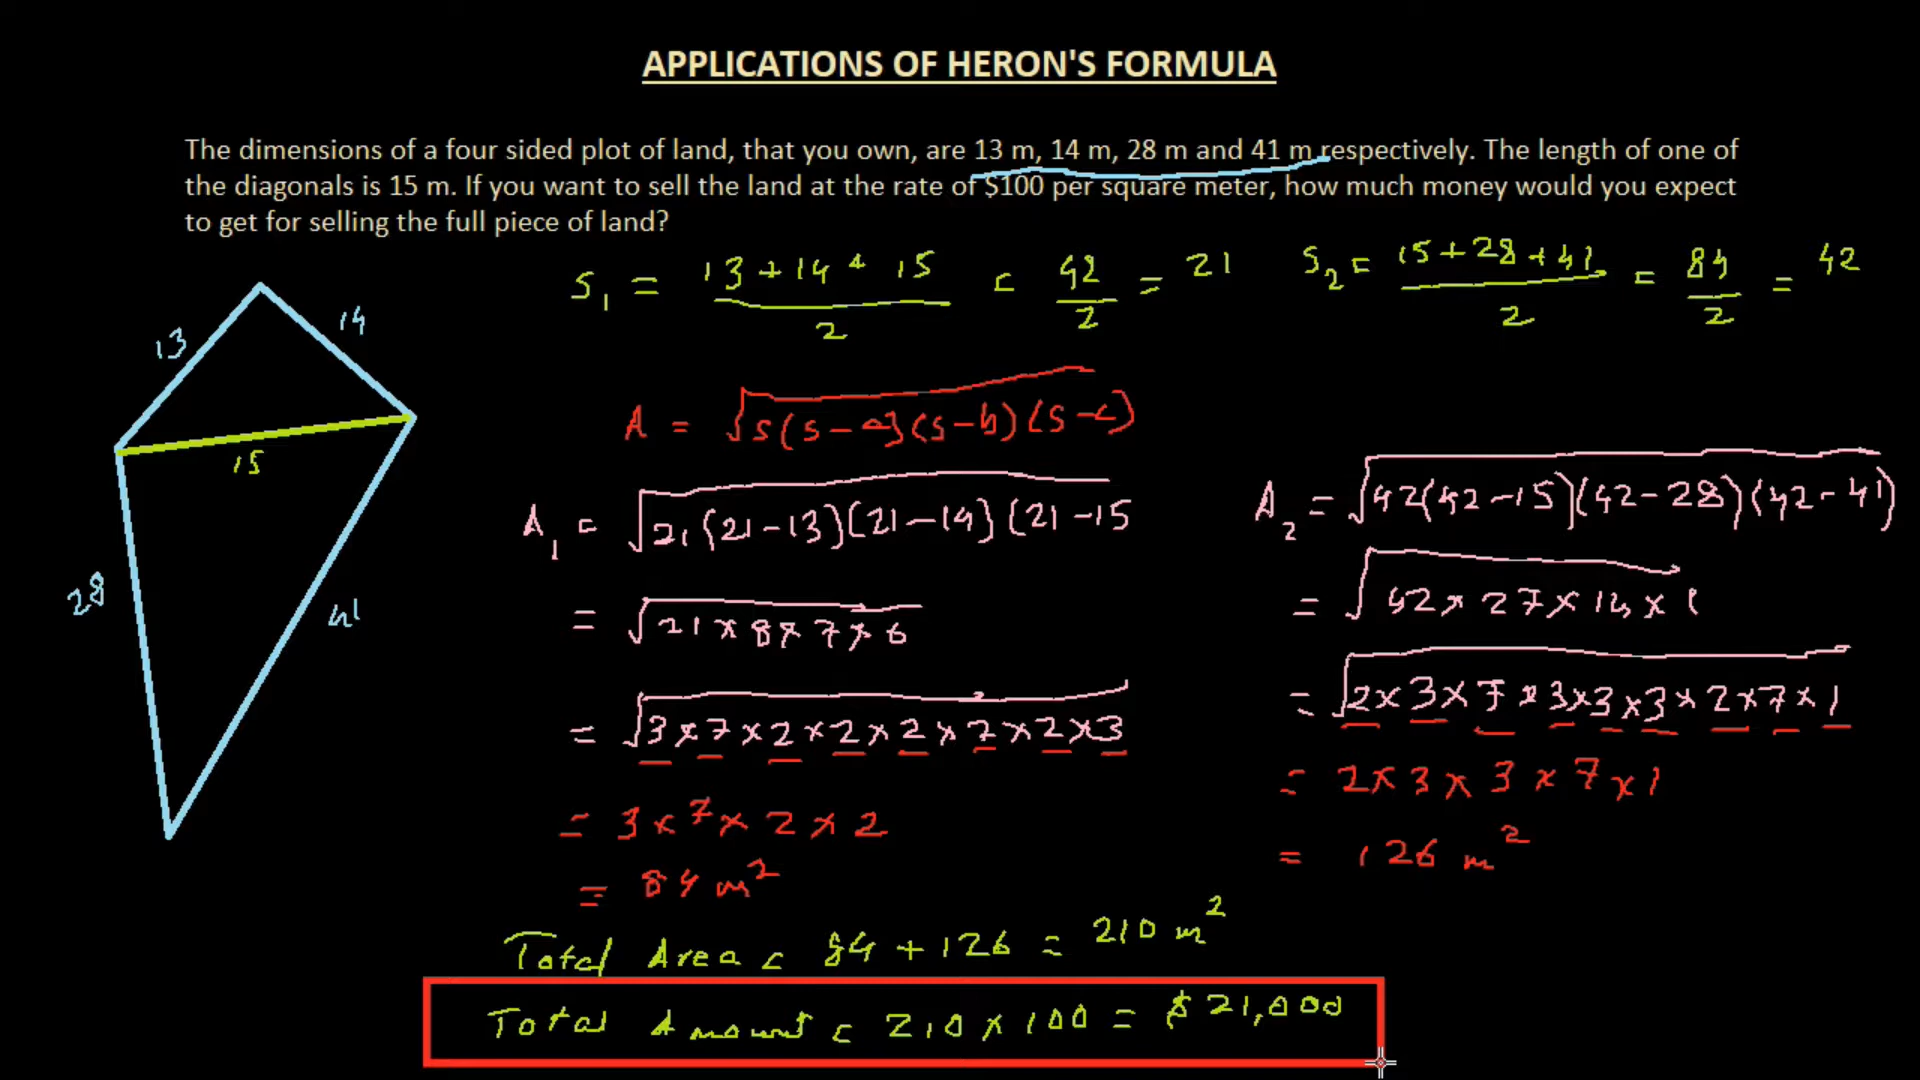 APPLICATIONS OF HERON'S FORMULA
The dimensions of a four sided plot of land, that you own, are 13 m, 14 m, 28 m and 41 m respectively. The length of one of
the diagonals is 15 m. If you want to sell the land at the rate of $100 per square meter, how much money would you expect
to get for selling the full piece of land?
S₁ = (13+14+15)/2 = 42/2 = 21
S₂ = (15+28+41)/2 = 84/2 = 42
13
14
15
28
41
A = √s(s-a)(s-b)(s-c)
A₁ = √21(21-13)(21-14)(21-15
= √21×8×7×6
= √3×7×2×2×2×7×2×3
= 3×7×2×2
= 84 m²
A₂ = √42(42-15)(42-28)(42-41)
= √42×27×14×1
= √2×3×7×3×3×3×2×7×1
= 2×3×3×7×1
= 126 m²
Total Area = 84+126 = 210 m²
Total Amount = 210×100 = $21,000